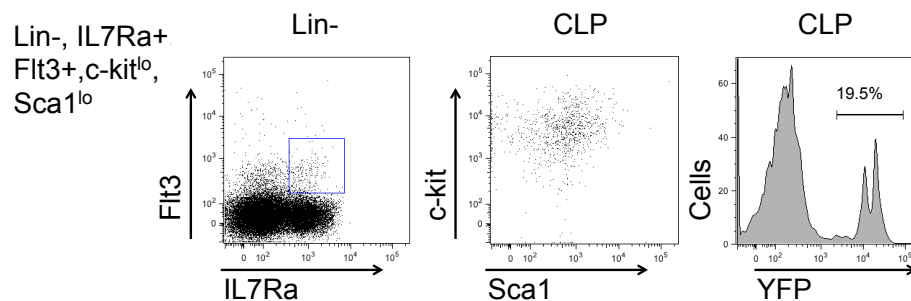 Lin-, IL7Ra+,
Flt3+,c-kitˡᵒ,
Sca1ˡᵒ
Lin-
Flt3
10⁵
10⁴
10³
10²
0
0 10² 10³ 10⁴ 10⁵
IL7Ra
CLP
c-kit
10⁵
10⁴
10³
10²
0
0 10² 10³ 10⁴ 10⁵
Sca1
CLP
Cells
60
40
20
0
19.5%
0 10² 10³ 10⁴ 10⁵
YFP